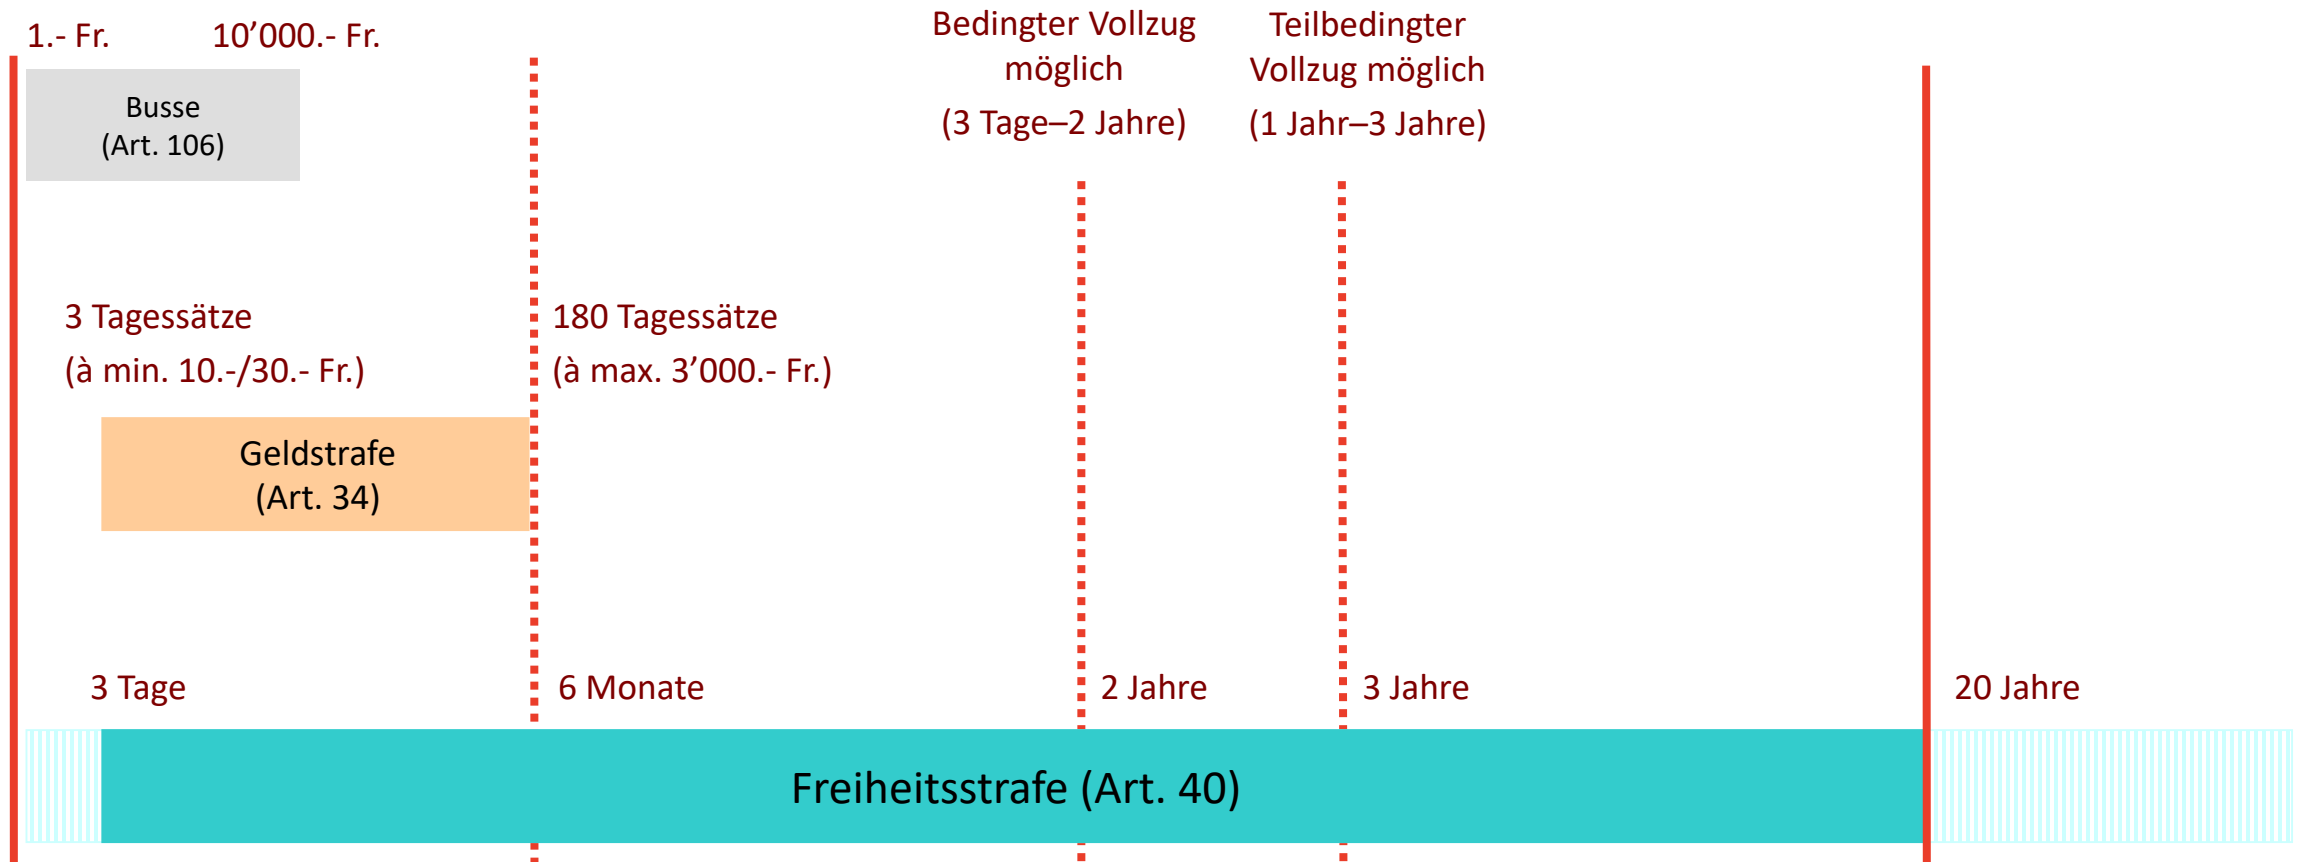 1.- Fr.
10’000.- Fr.
Bedingter Vollzug
möglich
(3 Tage–2 Jahre)
Teilbedingter
Vollzug möglich
(1 Jahr–3 Jahre)
Busse
(Art. 106)
3 Tagessätze
(à min. 10.-/30.- Fr.)
180 Tagessätze
(à max. 3’000.- Fr.)
Geldstrafe
(Art. 34)
3 Tage
6 Monate
2 Jahre
3 Jahre
20 Jahre
Freiheitsstrafe (Art. 40)